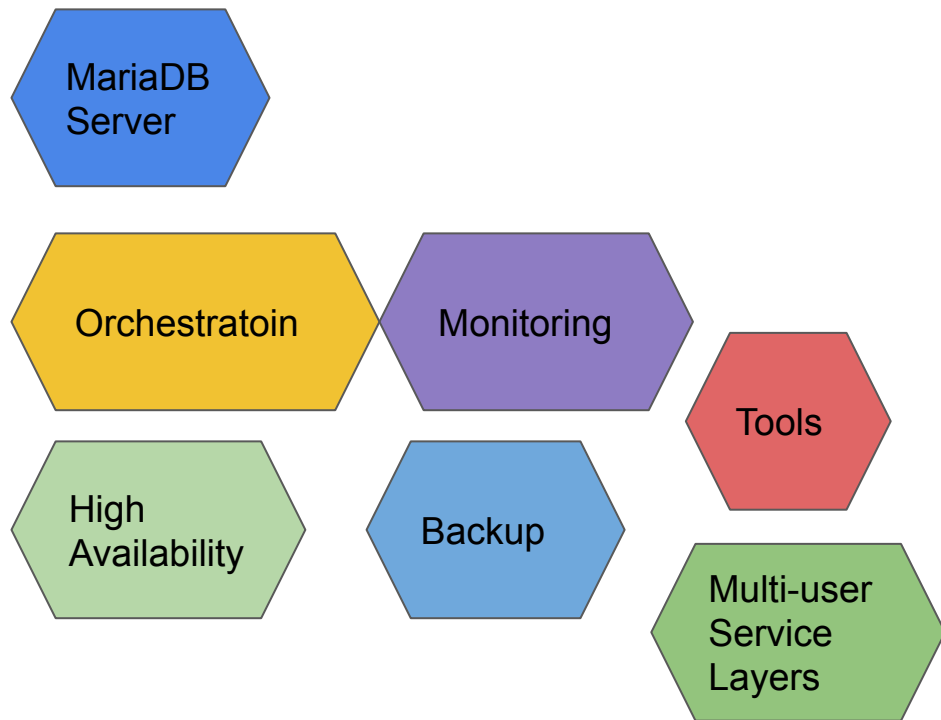 MariaDB
Server
Orchestratoin
Monitoring
Tools
High
Availability
Backup
Multi-user
Service
Layers